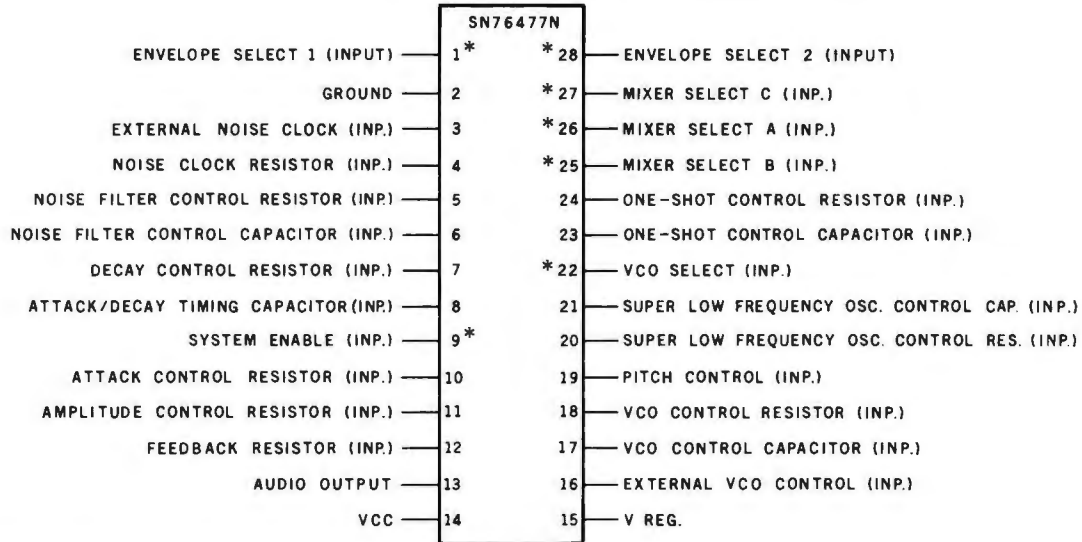 SN76477N
ENVELOPE SELECT 1 (INPUT) 1* *28 ENVELOPE SELECT 2 (INPUT)
GROUND 2 *27 MIXER SELECT C (INP.)
EXTERNAL NOISE CLOCK (INP.) 3 *26 MIXER SELECT A (INP.)
NOISE CLOCK RESISTOR (INP.) 4 *25 MIXER SELECT B (INP.)
NOISE FILTER CONTROL RESISTOR (INP.) 5 24 ONE-SHOT CONTROL RESISTOR (INP.)
NOISE FILTER CONTROL CAPACITOR (INP.) 6 23 ONE-SHOT CONTROL CAPACITOR (INP.)
DECAY CONTROL RESISTOR (INP.) 7 *22 VCO SELECT (INP.)
ATTACK/DECAY TIMING CAPACITOR (INP.) 8 21 SUPER LOW FREQUENCY OSC. CONTROL CAP. (INP.)
SYSTEM ENABLE (INP.) 9* 20 SUPER LOW FREQUENCY OSC. CONTROL RES. (INP.)
ATTACK CONTROL RESISTOR (INP.) 10 19 PITCH CONTROL (INP.)
AMPLITUDE CONTROL RESISTOR (INP.) 11 18 VCO CONTROL RESISTOR (INP.)
FEEDBACK RESISTOR (INP.) 12 17 VCO CONTROL CAPACITOR (INP.)
AUDIO OUTPUT 13 16 EXTERNAL VCO CONTROL (INP.)
VCC 14 15 V REG.